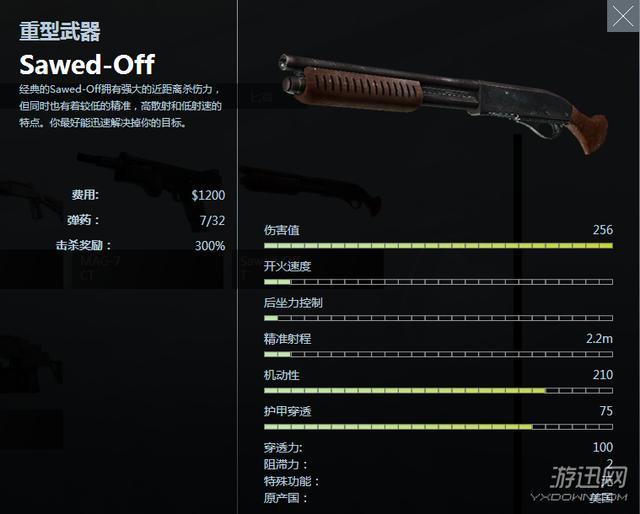 重型武器
Sawed-Off
经典的Sawed-Off拥有强大的近距离杀伤力，
但同时也有着较低的精准，高散射和低射速的
特点。你最好能迅速解决掉你的目标。
费用: $1200
弹药: 7/32
击杀奖励: 300%
MAG-7
CT
T
伤害值 256
开火速度
后坐力控制
精准射程 2.2m
机动性 210
护甲穿透 75
穿透力: 100
阻滞力: 2
特殊功能: 无
原产国: 美国
游迅网
YXDOWN.COM